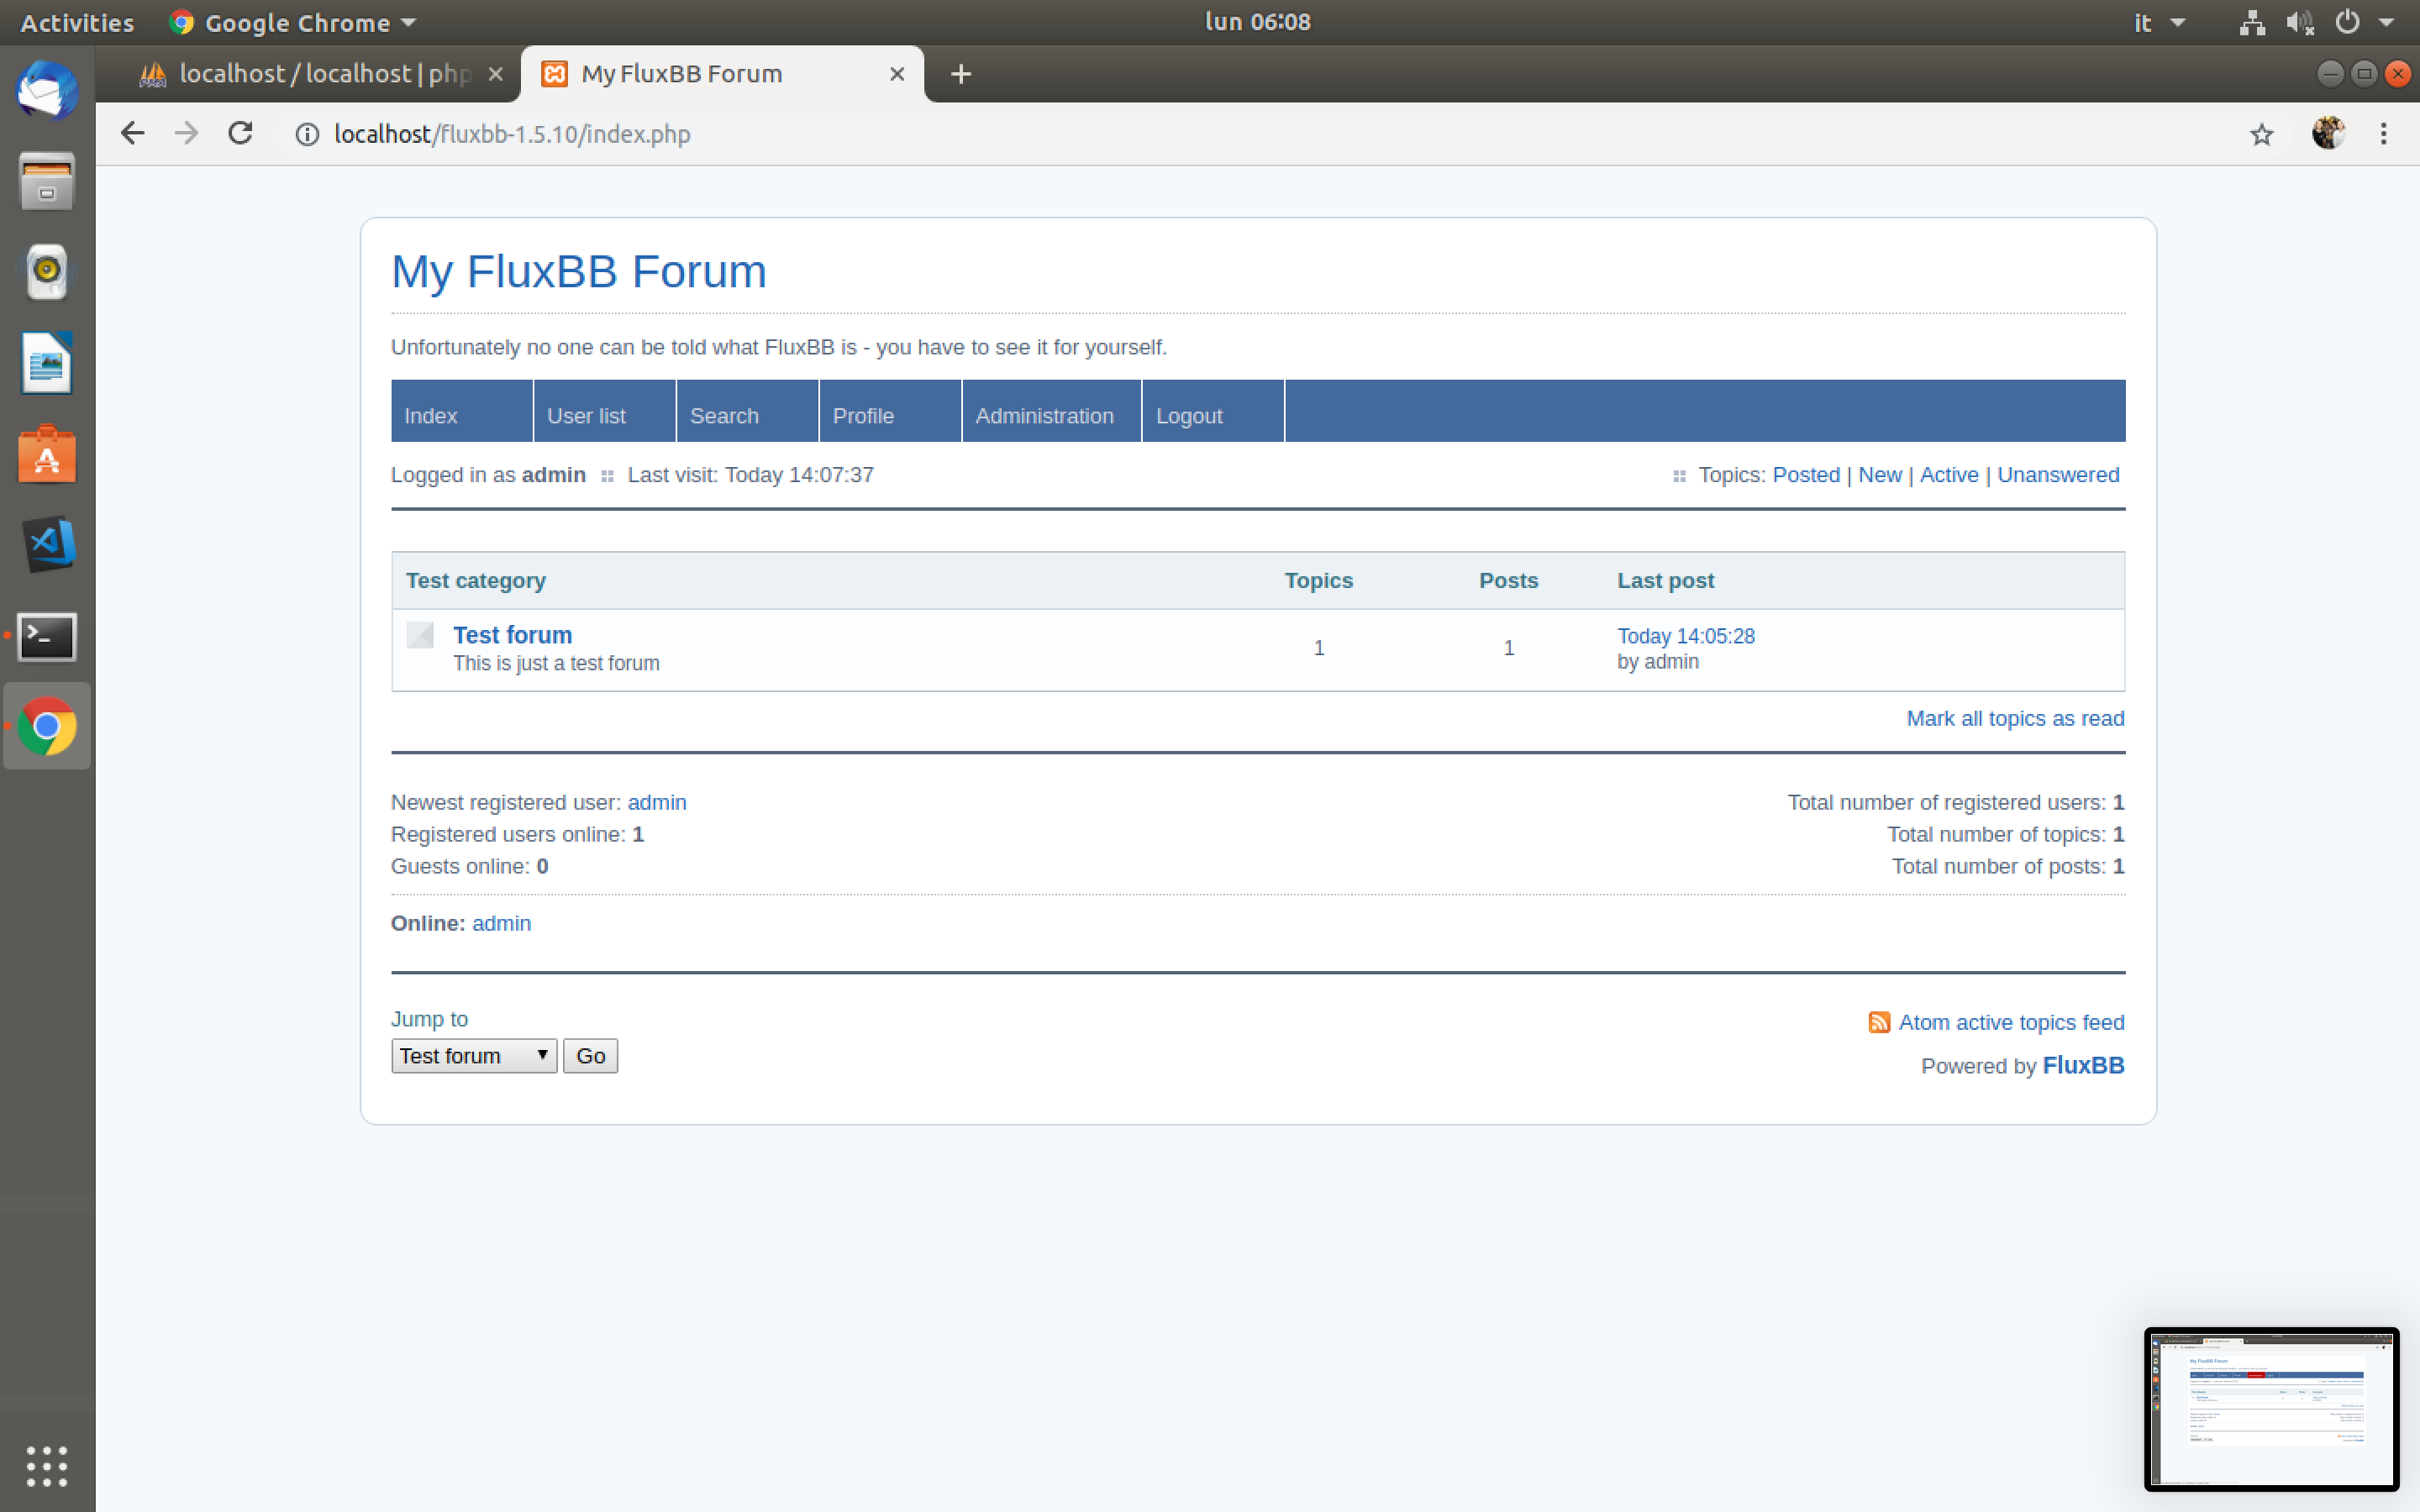 Activities Google Chrome lun 06:08 it
localhost / localhost | php My FluxBB Forum
localhost/fluxbb-1.5.10/index.php
My FluxBB Forum
Unfortunately no one can be told what FluxBB is - you have to see it for yourself.
Index User list Search Profile Administration Logout
Logged in as admin Last visit: Today 14:07:37 Topics: Posted | New | Active | Unanswered
Test category Topics Posts Last post
Test forum 1 1 Today 14:05:28
This is just a test forum by admin
Mark all topics as read
Newest registered user: admin Total number of registered users: 1
Registered users online: 1 Total number of topics: 1
Guests online: 0 Total number of posts: 1
Online: admin
Jump to Atom active topics feed
Test forum Go Powered by FluxBB
My FluxBB Forum